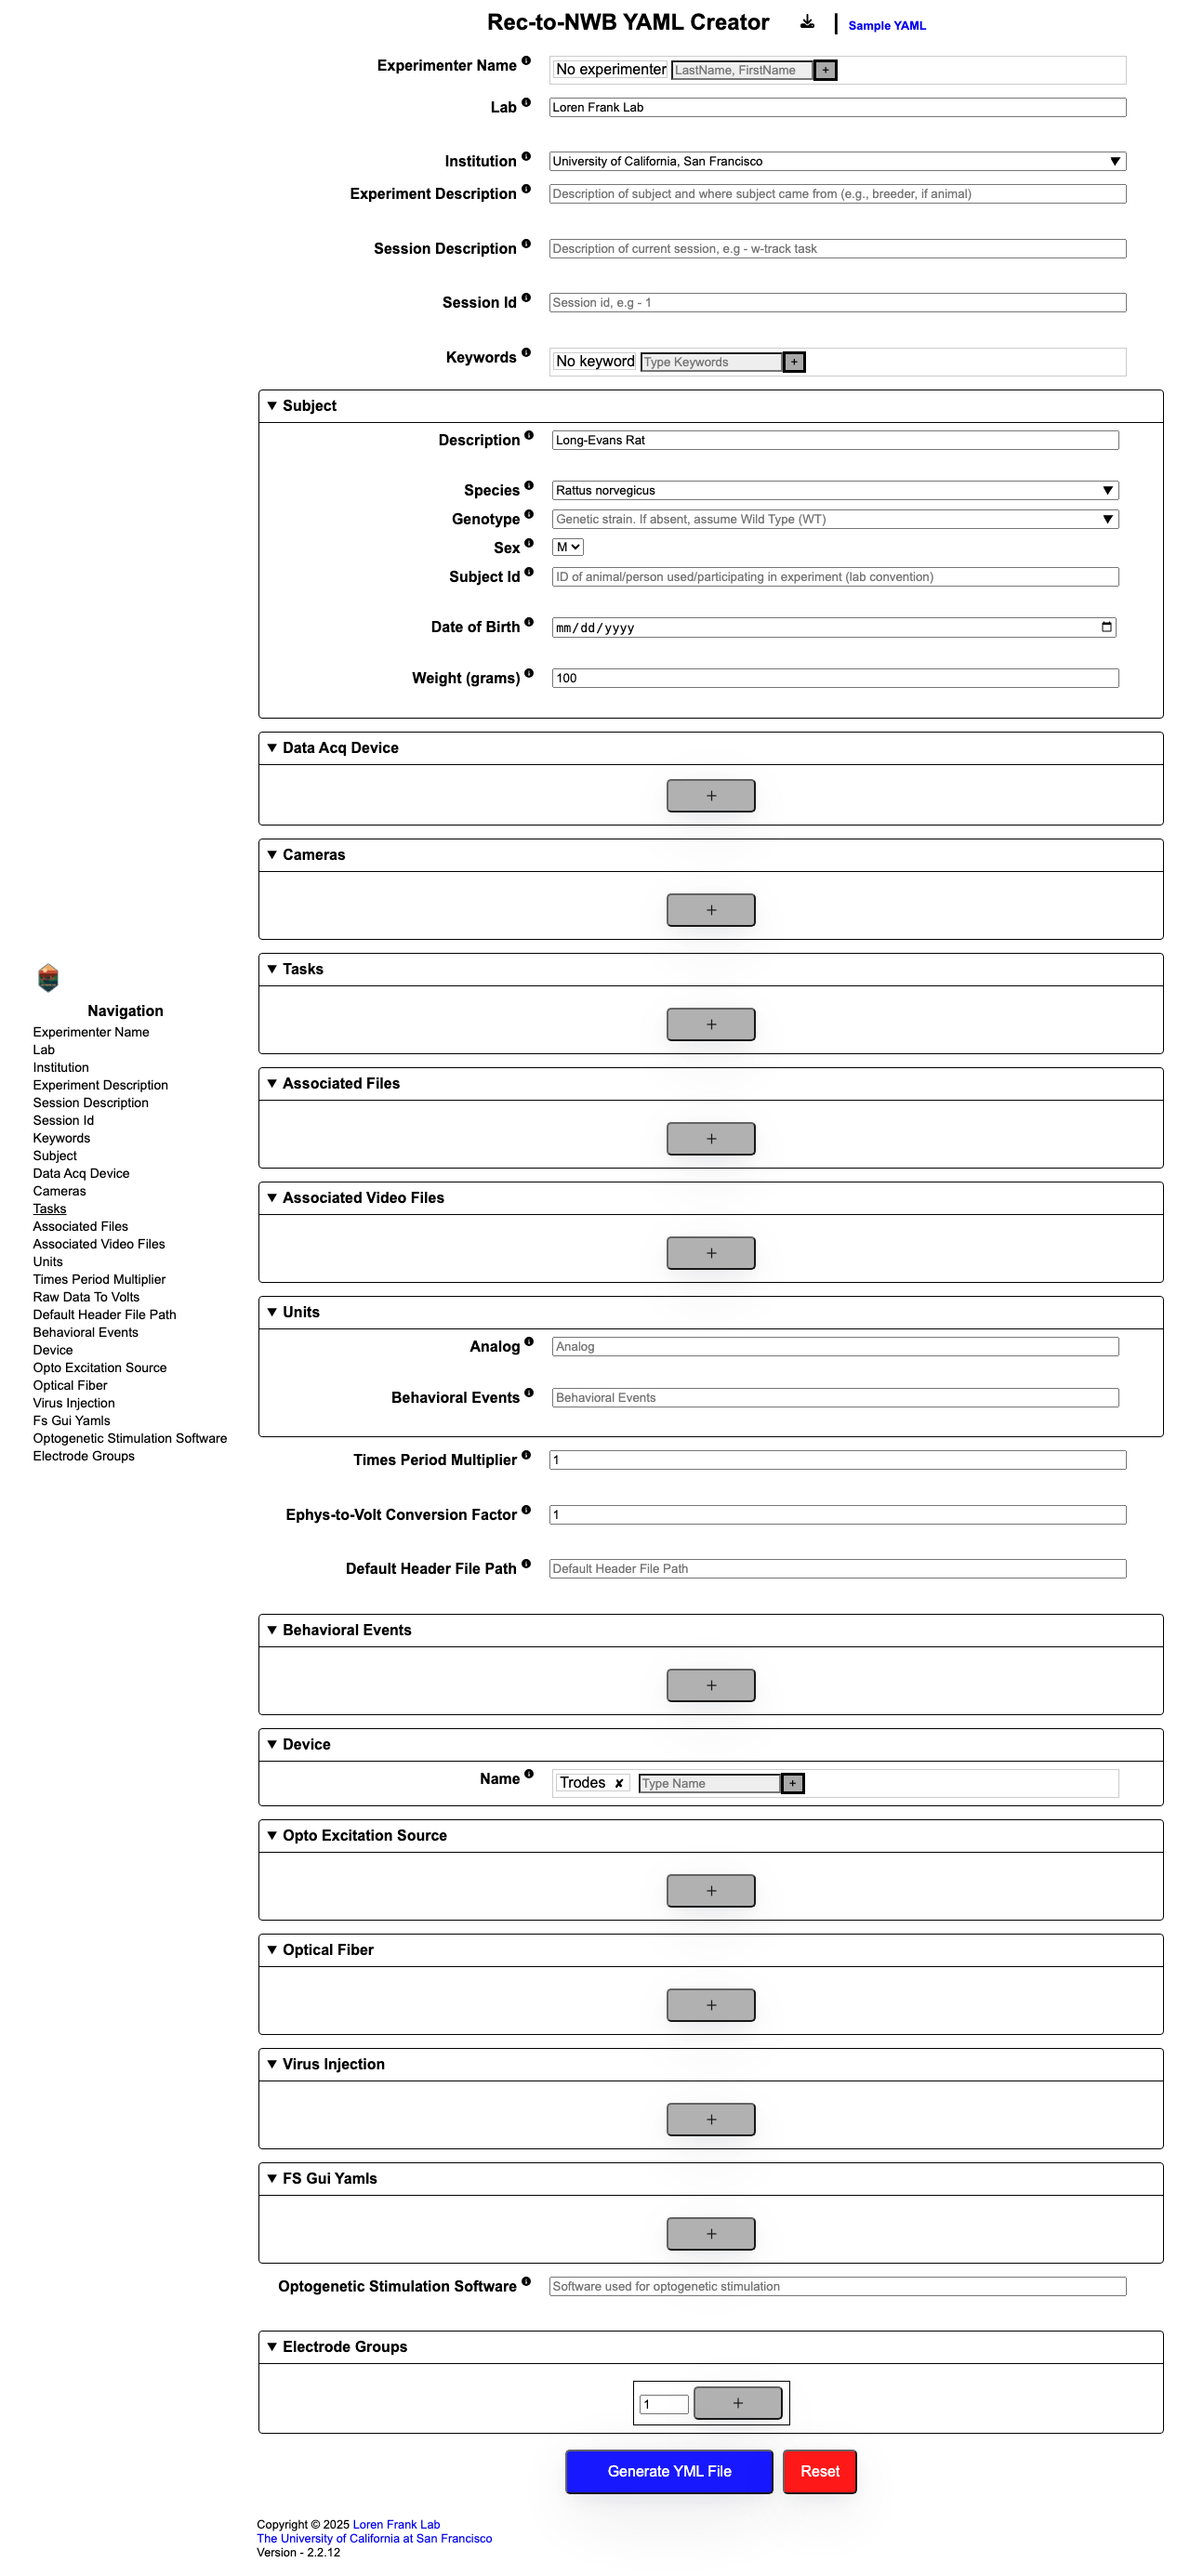 Rec-to-NWB YAML Creator | Sample YAML
Experimenter Name No experimenter LastName, FirstName +
Lab Loren Frank Lab
Institution University of California, San Francisco
Experiment Description Description of subject and where subject came from (e.g., breeder, if animal)
Session Description Description of current session, e.g - w-track task
Session Id Session id, e.g - 1
Keywords No keyword Type Keywords +
Subject
Description Long-Evans Rat
Species Rattus norvegicus
Genotype Genetic strain. If absent, assume Wild Type (WT)
Sex M
Subject Id ID of animal/person used/participating in experiment (lab convention)
Date of Birth mm/dd/yyyy
Weight (grams) 100
Data Acq Device
+
Cameras
+
Tasks
+
Associated Files
+
Associated Video Files
+
Units
Analog Analog
Behavioral Events Behavioral Events
Times Period Multiplier 1
Ephys-to-Volt Conversion Factor 1
Default Header File Path Default Header File Path
Behavioral Events
+
Device
Name Trodes ✘ Type Name +
Opto Excitation Source
+
Optical Fiber
+
Virus Injection
+
FS Gui Yamls
+
Optogenetic Stimulation Software Software used for optogenetic stimulation
Electrode Groups
1 +
Generate YML File Reset
Copyright © 2025 Loren Frank Lab
The University of California at San Francisco
Version - 2.2.12
Navigation
Experimenter Name
Lab
Institution
Experiment Description
Session Description
Session Id
Keywords
Subject
Data Acq Device
Cameras
Tasks
Associated Files
Associated Video Files
Units
Times Period Multiplier
Raw Data To Volts
Default Header File Path
Behavioral Events
Device
Opto Excitation Source
Optical Fiber
Virus Injection
Fs Gui Yamls
Optogenetic Stimulation Software
Electrode Groups